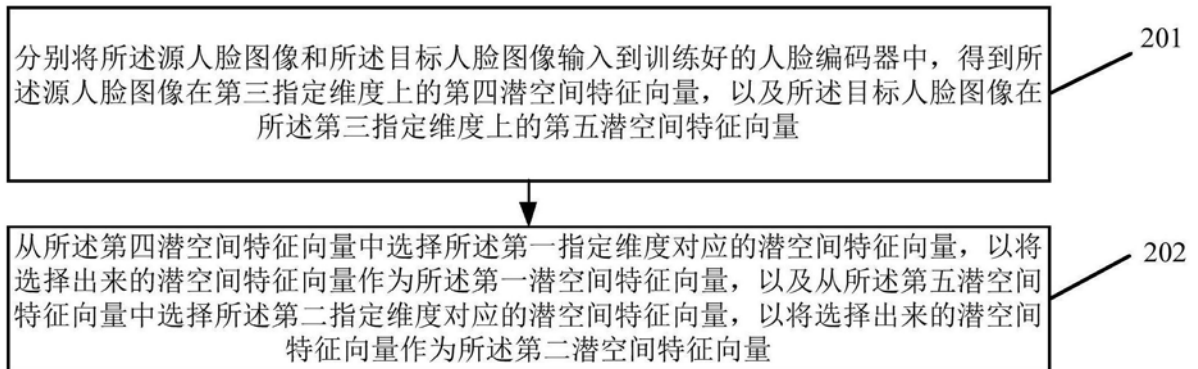 分别将所述源人脸图像和所述目标人脸图像输入到训练好的人脸编码器中，得到所
述源人脸图像在第三指定维度上的第四潜空间特征向量，以及所述目标人脸图像在
所述第三指定维度上的第五潜空间特征向量
201
从所述第四潜空间特征向量中选择所述第一指定维度对应的潜空间特征向量，以将
选择出来的潜空间特征向量作为所述第一潜空间特征向量，以及从所述第五潜空间
特征向量中选择所述第二指定维度对应的潜空间特征向量，以将选择出来的潜空间
特征向量作为所述第二潜空间特征向量
202